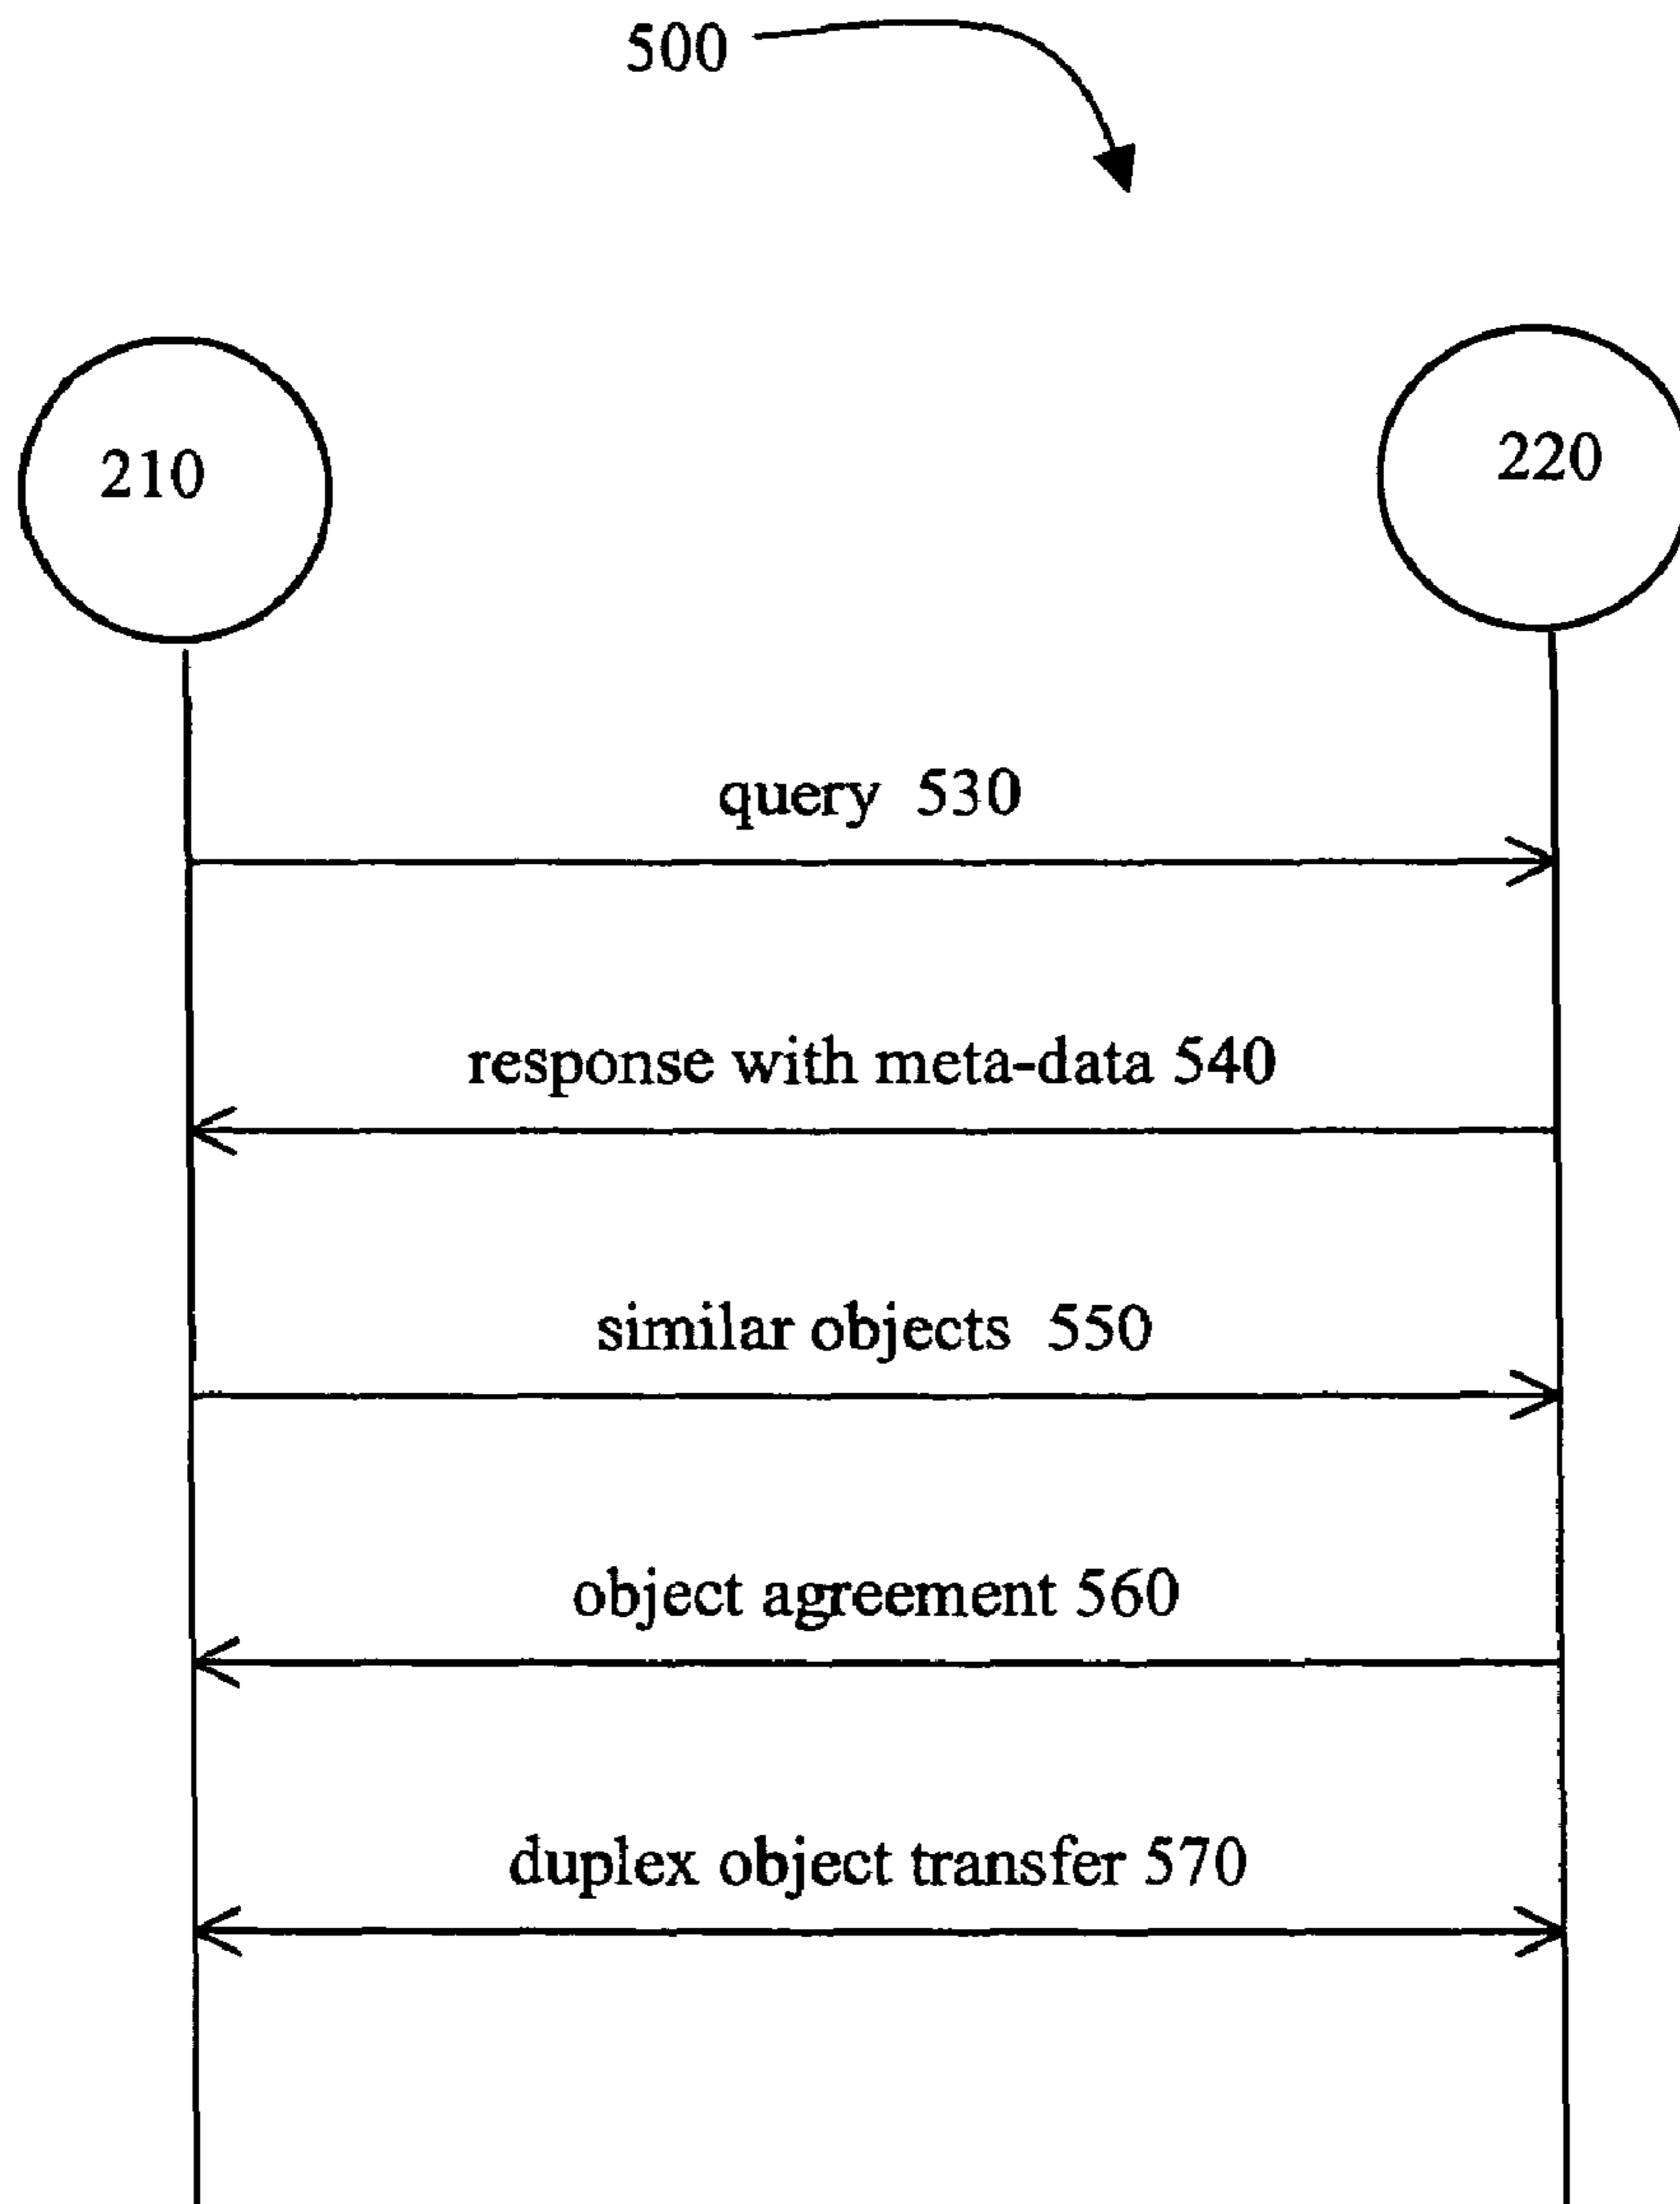 500
210
220
query 530
response with meta-data 540
similar objects 550
object agreement 560
duplex object transfer 570